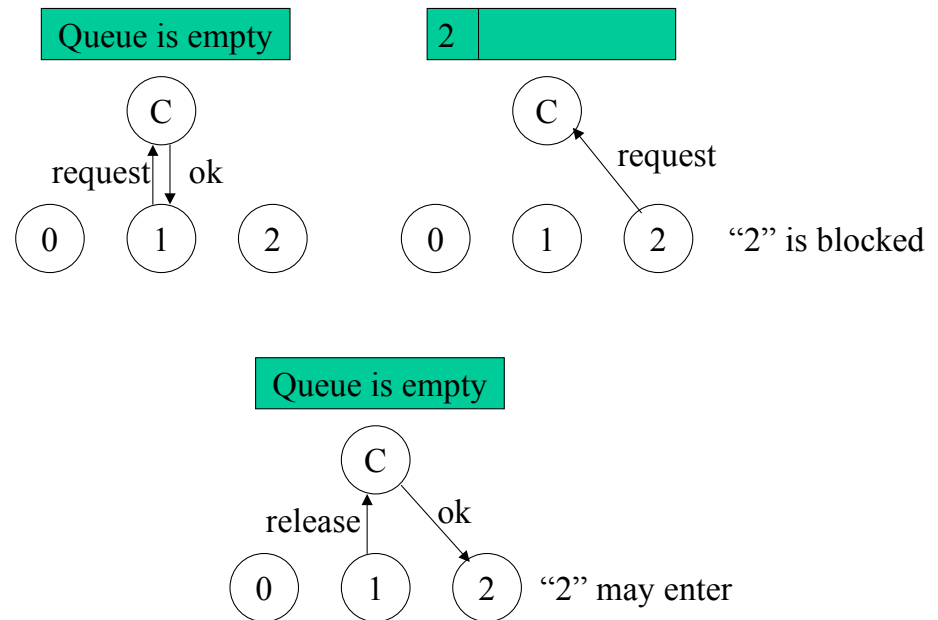 Queue is empty
2
C
C
request
ok
request
0
1
2
0
1
2
“2” is blocked
Queue is empty
C
release
ok
0
1
2
“2” may enter